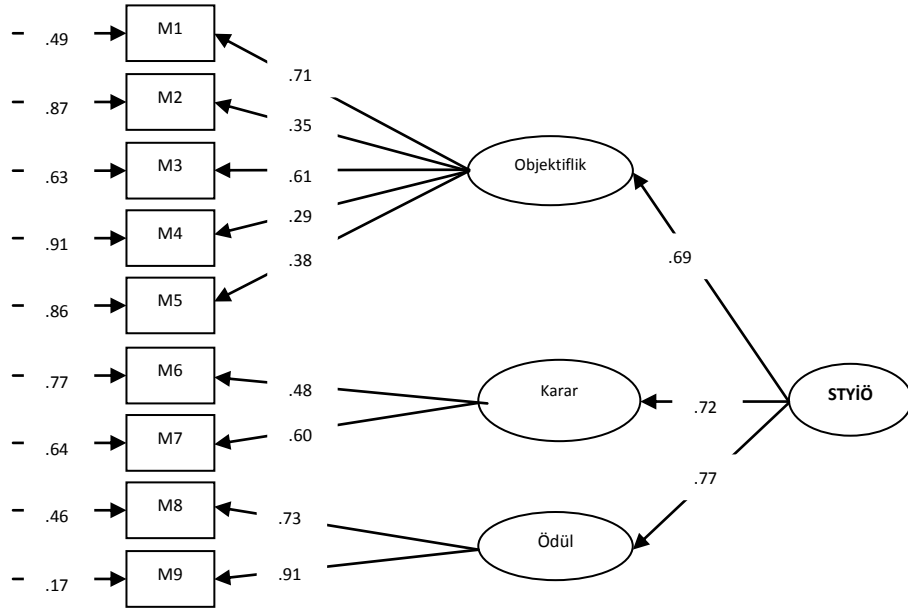 .49
M1
.71
.87
M2
.35
.63
M3
.61
Objektiflik
.91
M4
.29
.86
M5
.38
.69
.77
M6
.48
Karar
.72
STYİÖ
.64
M7
.60
.77
.46
M8
.73
Ödül
.17
M9
.91